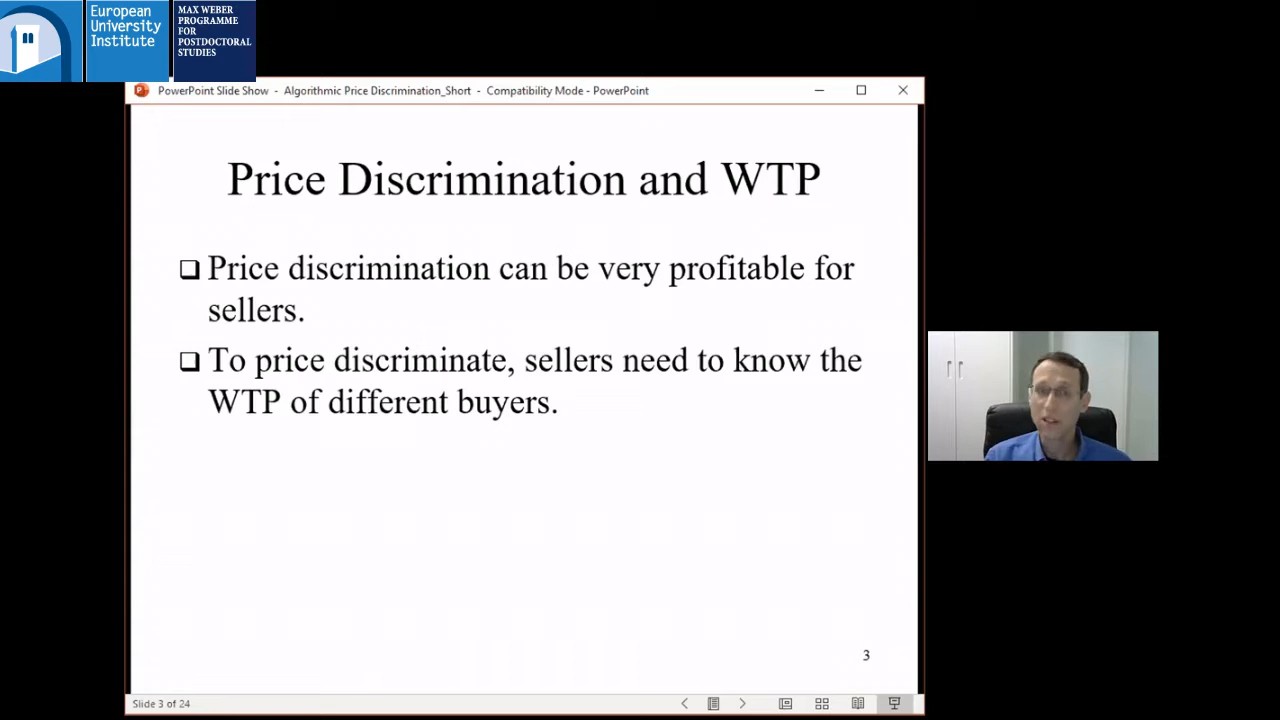 European
University
Institute
MAX WEBER
PROGRAMME
FOR
POSTDOCTORAL
STUDIES
PowerPoint Slide Show - Algorithmic Price Discrimination_Short - Compatibility Mode - PowerPoint
Price Discrimination and WTP
Price discrimination can be very profitable for
sellers.
To price discriminate, sellers need to know the
WTP of different buyers.
3
Slide 3 of 24